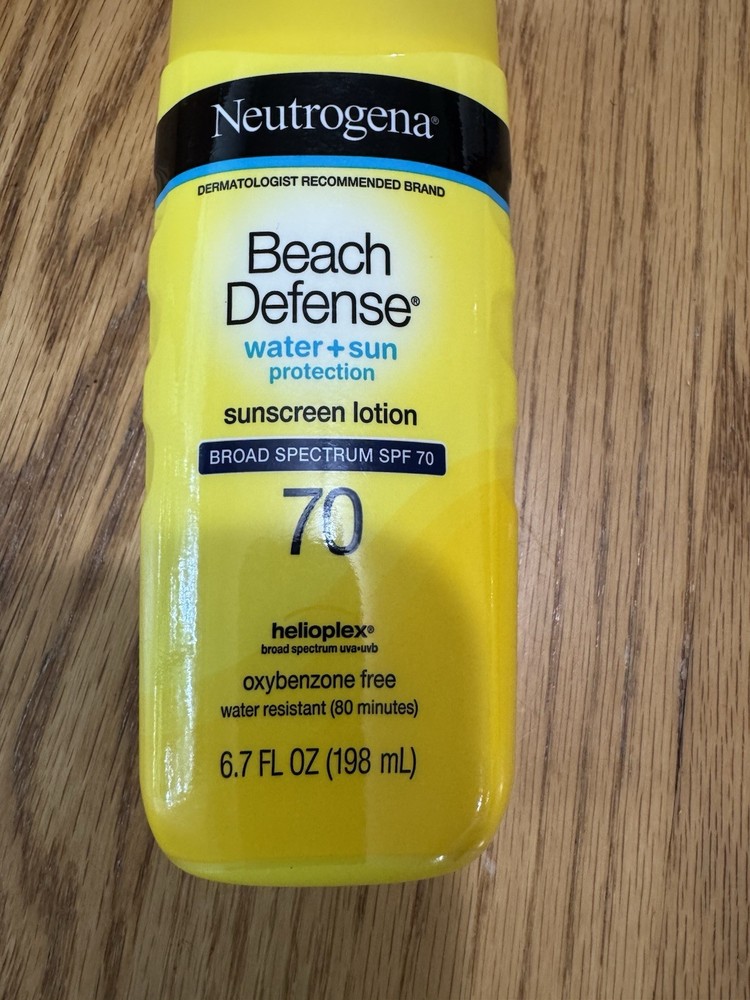 Neutrogena®
DERMATOLOGIST RECOMMENDED BRAND
Beach
Defense®
water+sun
protection
sunscreen lotion
BROAD SPECTRUM SPF 70
70
helioplex®
broad spectrum uva•uvb
oxybenzone free
water resistant (80 minutes)
6.7 FL OZ (198 mL)